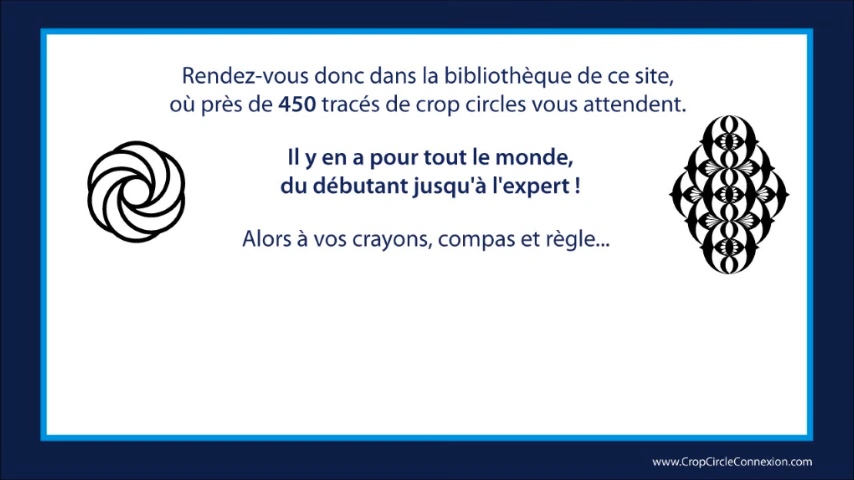 Rendez-vous donc dans la bibliothèque de ce site,
où près de 450 tracés de crop circles vous attendent.
Il y en a pour tout le monde,
du débutant jusqu'à l'expert !
Alors à vos crayons, compas et règle...
www.CropCircleConnexion.com